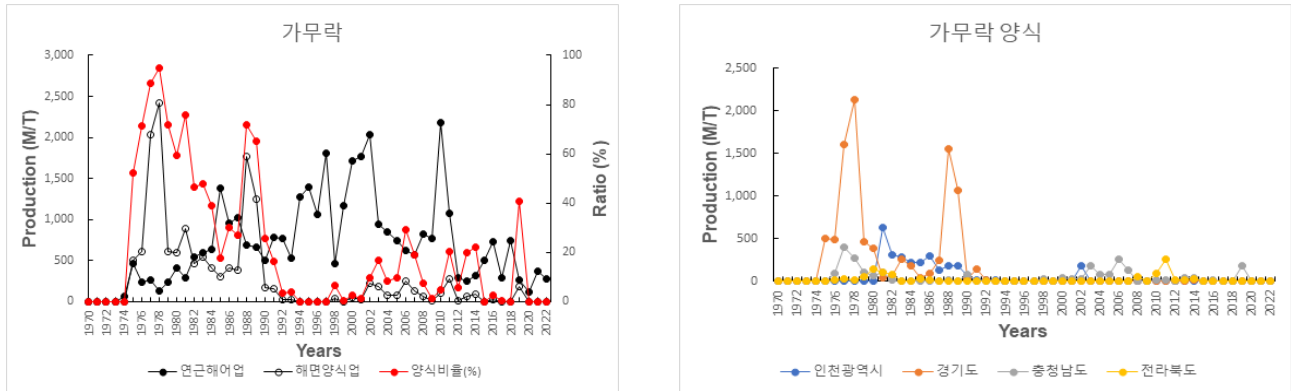 가무락
Production (M/T)
3,000
2,500
2,000
1,500
1,000
500
0
100
80
60
40
20
0
Ratio (%)
1970 1972 1974 1976 1978 1980 1982 1984 1986 1988 1990 1992 1994 1996 1998 2000 2002 2004 2006 2008 2010 2012 2014 2016 2018 2020 2022
Years
연근해어업 해면양식업 양식비율(%)
가무락 양식
Production (M/T)
2,500
2,000
1,500
1,000
500
0
1970 1972 1974 1976 1978 1980 1982 1984 1986 1988 1990 1992 1994 1996 1998 2000 2002 2004 2006 2008 2010 2012 2014 2016 2018 2020 2022
Years
인천광역시 경기도 충청남도 전라북도